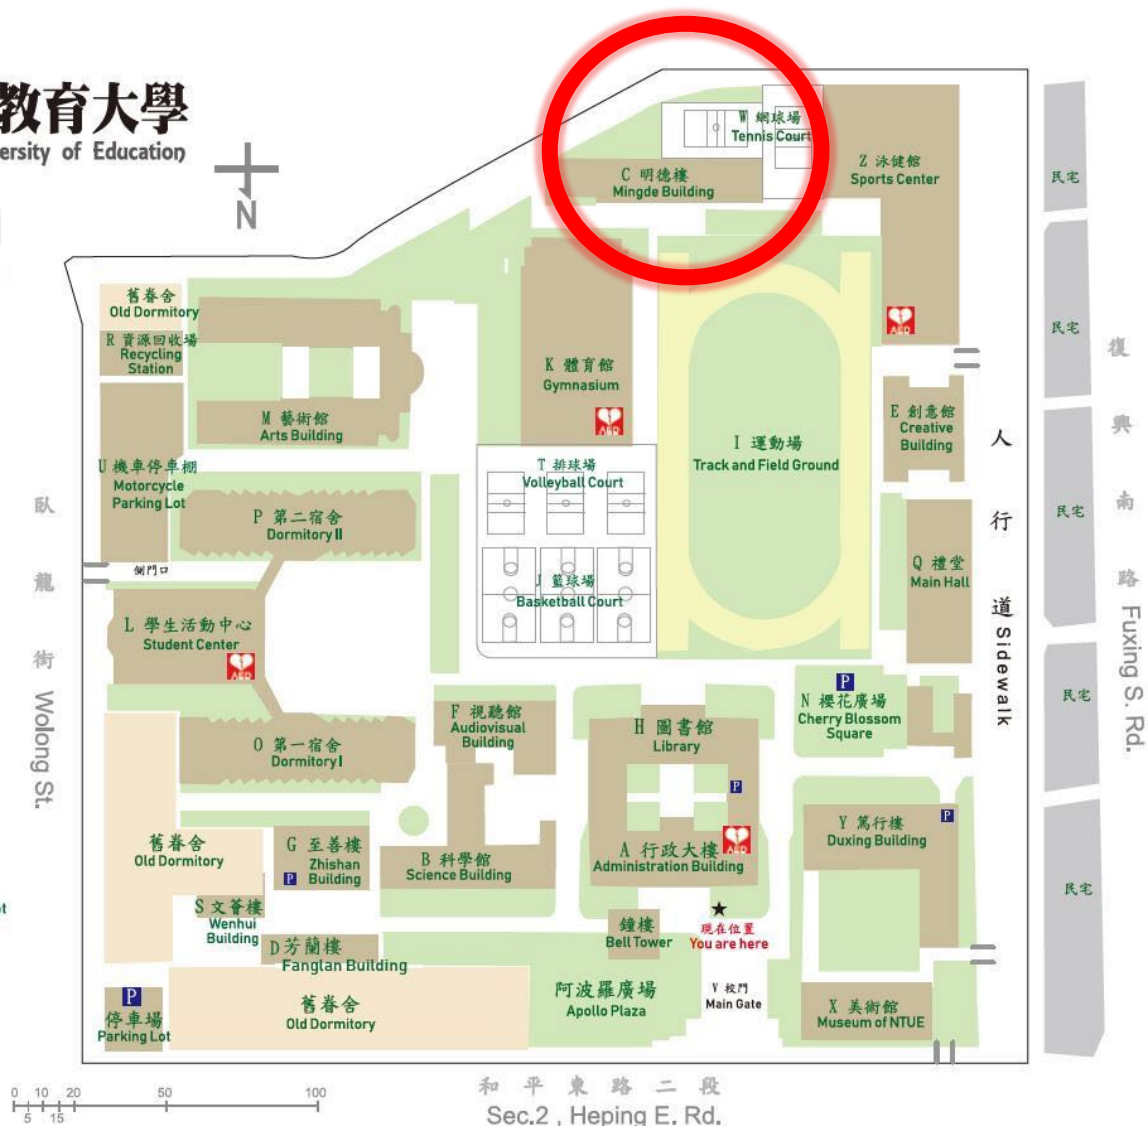 教育大學
ersity of Education
N
W 網球場
Tennis Court
C 明德樓
Mingde Building
Z 泳健館
Sports Center
民宅
舊眷舍
Old Dormitory
R 資源回收場
Recycling
Station
AED
民宅
復
興
南
路
Fuxing S. Rd.
K 體育館
Gymnasium
AED
M 藝術館
Arts Building
E 創意館
Creative
Building
人
行
道
Sidewalk
I 運動場
Track and Field Ground
U 機車停車棚
Motorcycle
Parking Lot
T 排球場
Volleyball Court
臥
龍
街
Wolong St.
P 第二宿舍
Dormitory II
民宅
側門口
Q 禮堂
Main Hall
J 籃球場
Basketball Court
L 學生活動中心
Student Center
AED
P
N 櫻花廣場
Cherry Blossom
Square
民宅
F 視聽館
Audiovisual
Building
H 圖書館
Library
O 第一宿舍
Dormitory I
P
P
Y 篤行樓
Duxing Building
舊眷舍
Old Dormitory
G 至善樓
Zhishan
Building
P
B 科學館
Science Building
A 行政大樓
Administration Building
AED
民宅
S 文薈樓
Wenhui
Building
ot
★
現在位置
You are here
鐘樓
Bell Tower
D 芳蘭樓
Fanglan Building
P
停車場
Parking Lot
舊眷舍
Old Dormitory
阿波羅廣場
Apollo Plaza
V 校門
Main Gate
X 美術館
Museum of NTUE
0 10 20 50 100
5 15
和平東路二段
Sec.2 , Heping E. Rd.